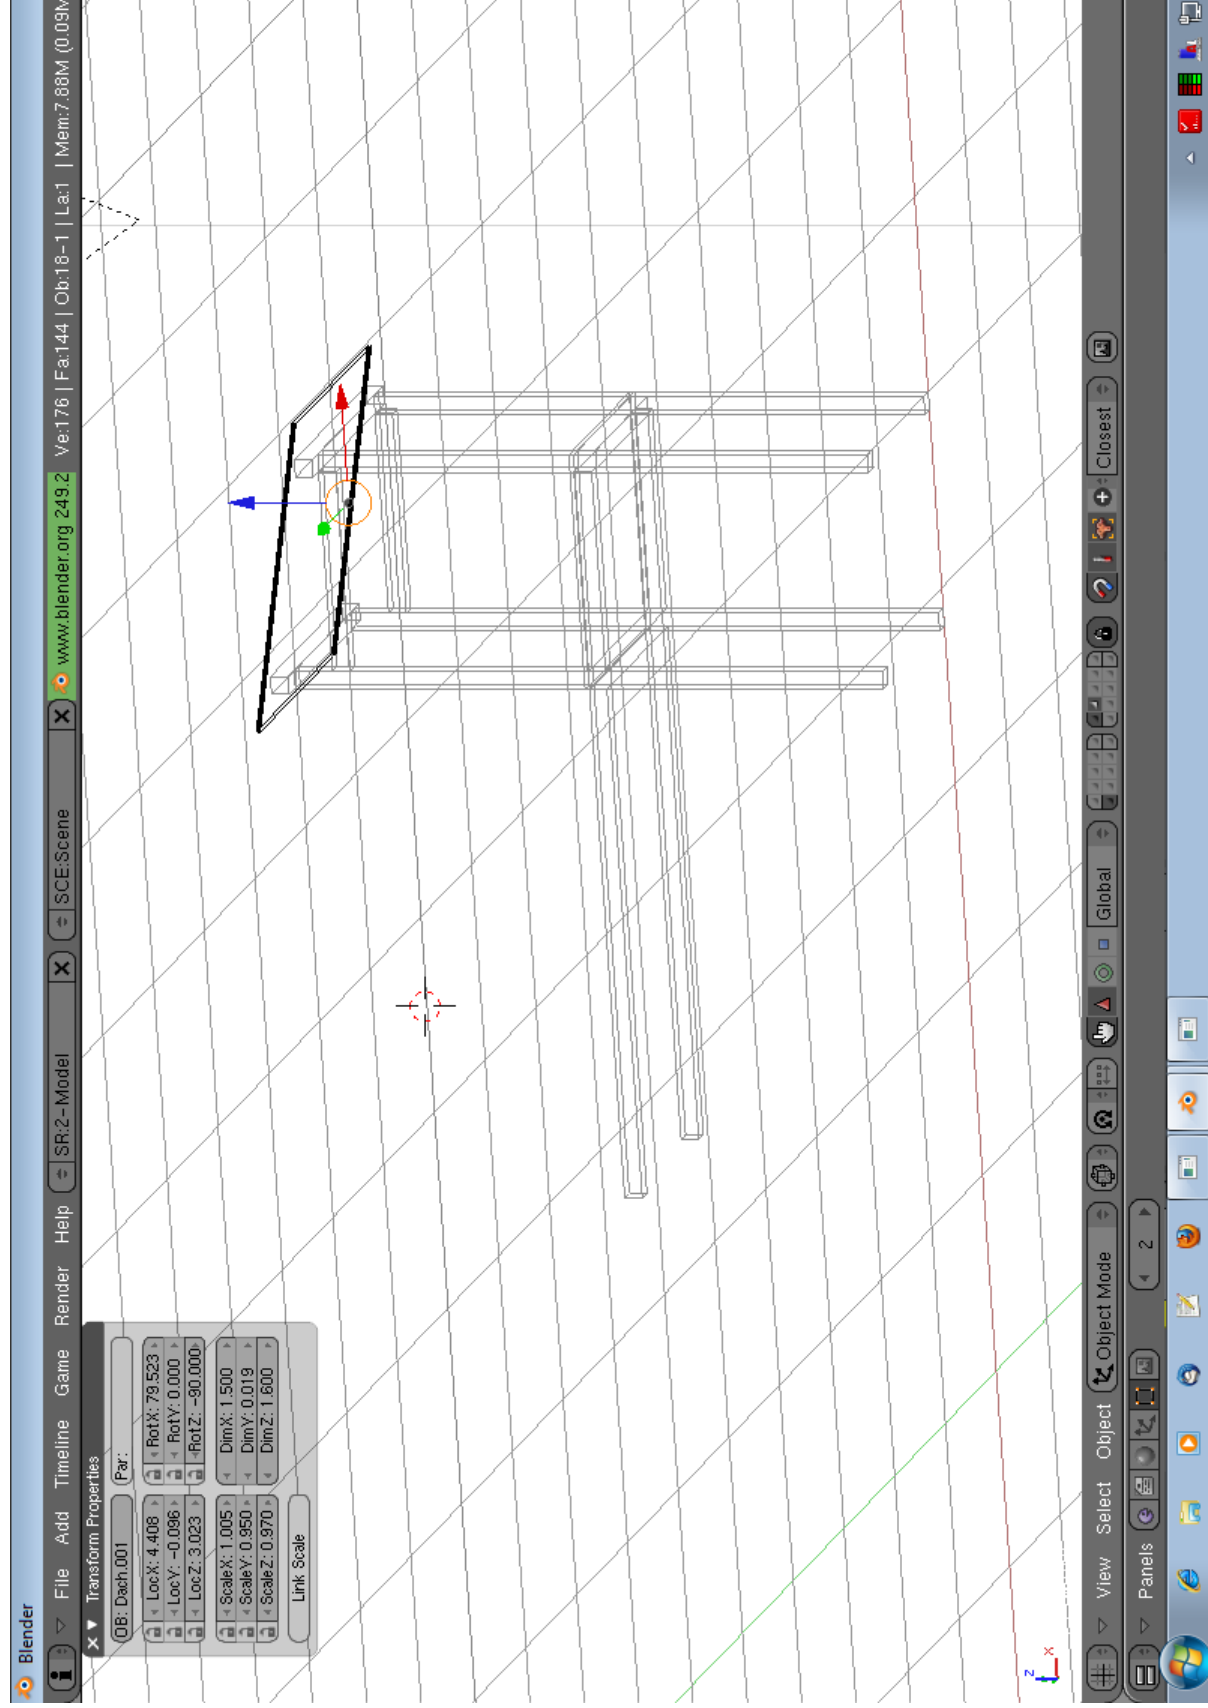 Blender
File Add Timeline Game Render Help SR:2-Model SCE:Scene www.blender.org 249.2 Ve:176 | Fa:144 | Ob:18-1 | La:1 | Mem:7.88M (0.09M
Transform Properties
OB: Dach.001 Par:
LocX: 4.408 RotX: 79.523
LocY: -0.096 RotY: 0.000
LocZ: 3.023 RotZ: -90.000
ScaleX: 1.005 DimX: 1.500
ScaleY: 0.950 DimY: 0.019
ScaleZ: 0.970 DimZ: 1.600
Link Scale
z
x
View Select Object Object Mode Global Closest
Panels 2